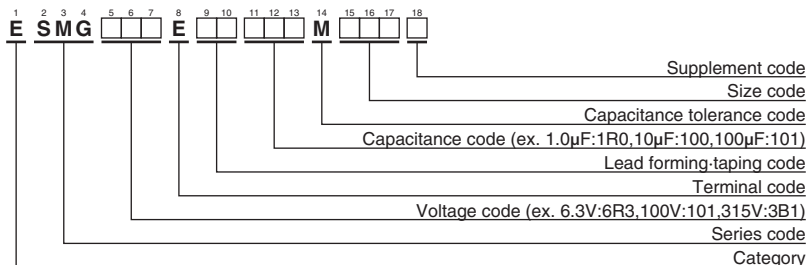 1 2 3 4 5 6 7 8 9 10 11 12 13 14 15 16 17 18
E SMG □□□ E □□ □□□ M □□□ □
Supplement code
Size code
Capacitance tolerance code
Capacitance code (ex. 1.0μF:1R0,10μF:100,100μF:101)
Lead forming·taping code
Terminal code
Voltage code (ex. 6.3V:6R3,100V:101,315V:3B1)
Series code
Category